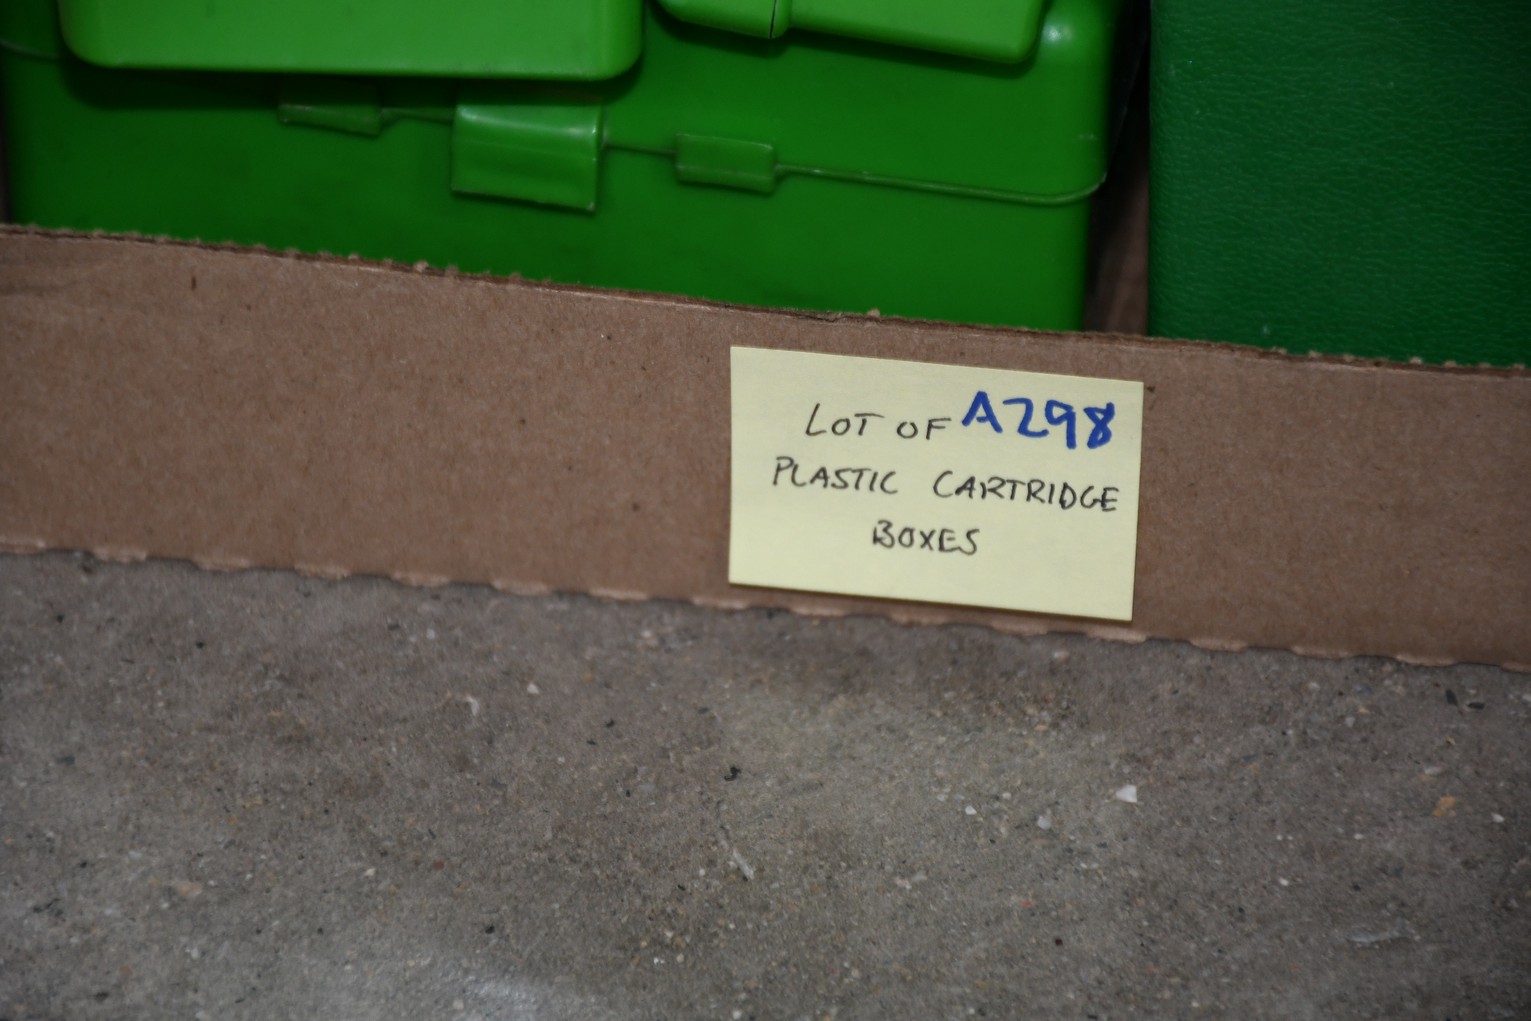 LOT OF A298
PLASTIC CARTRIDGE
BOXES